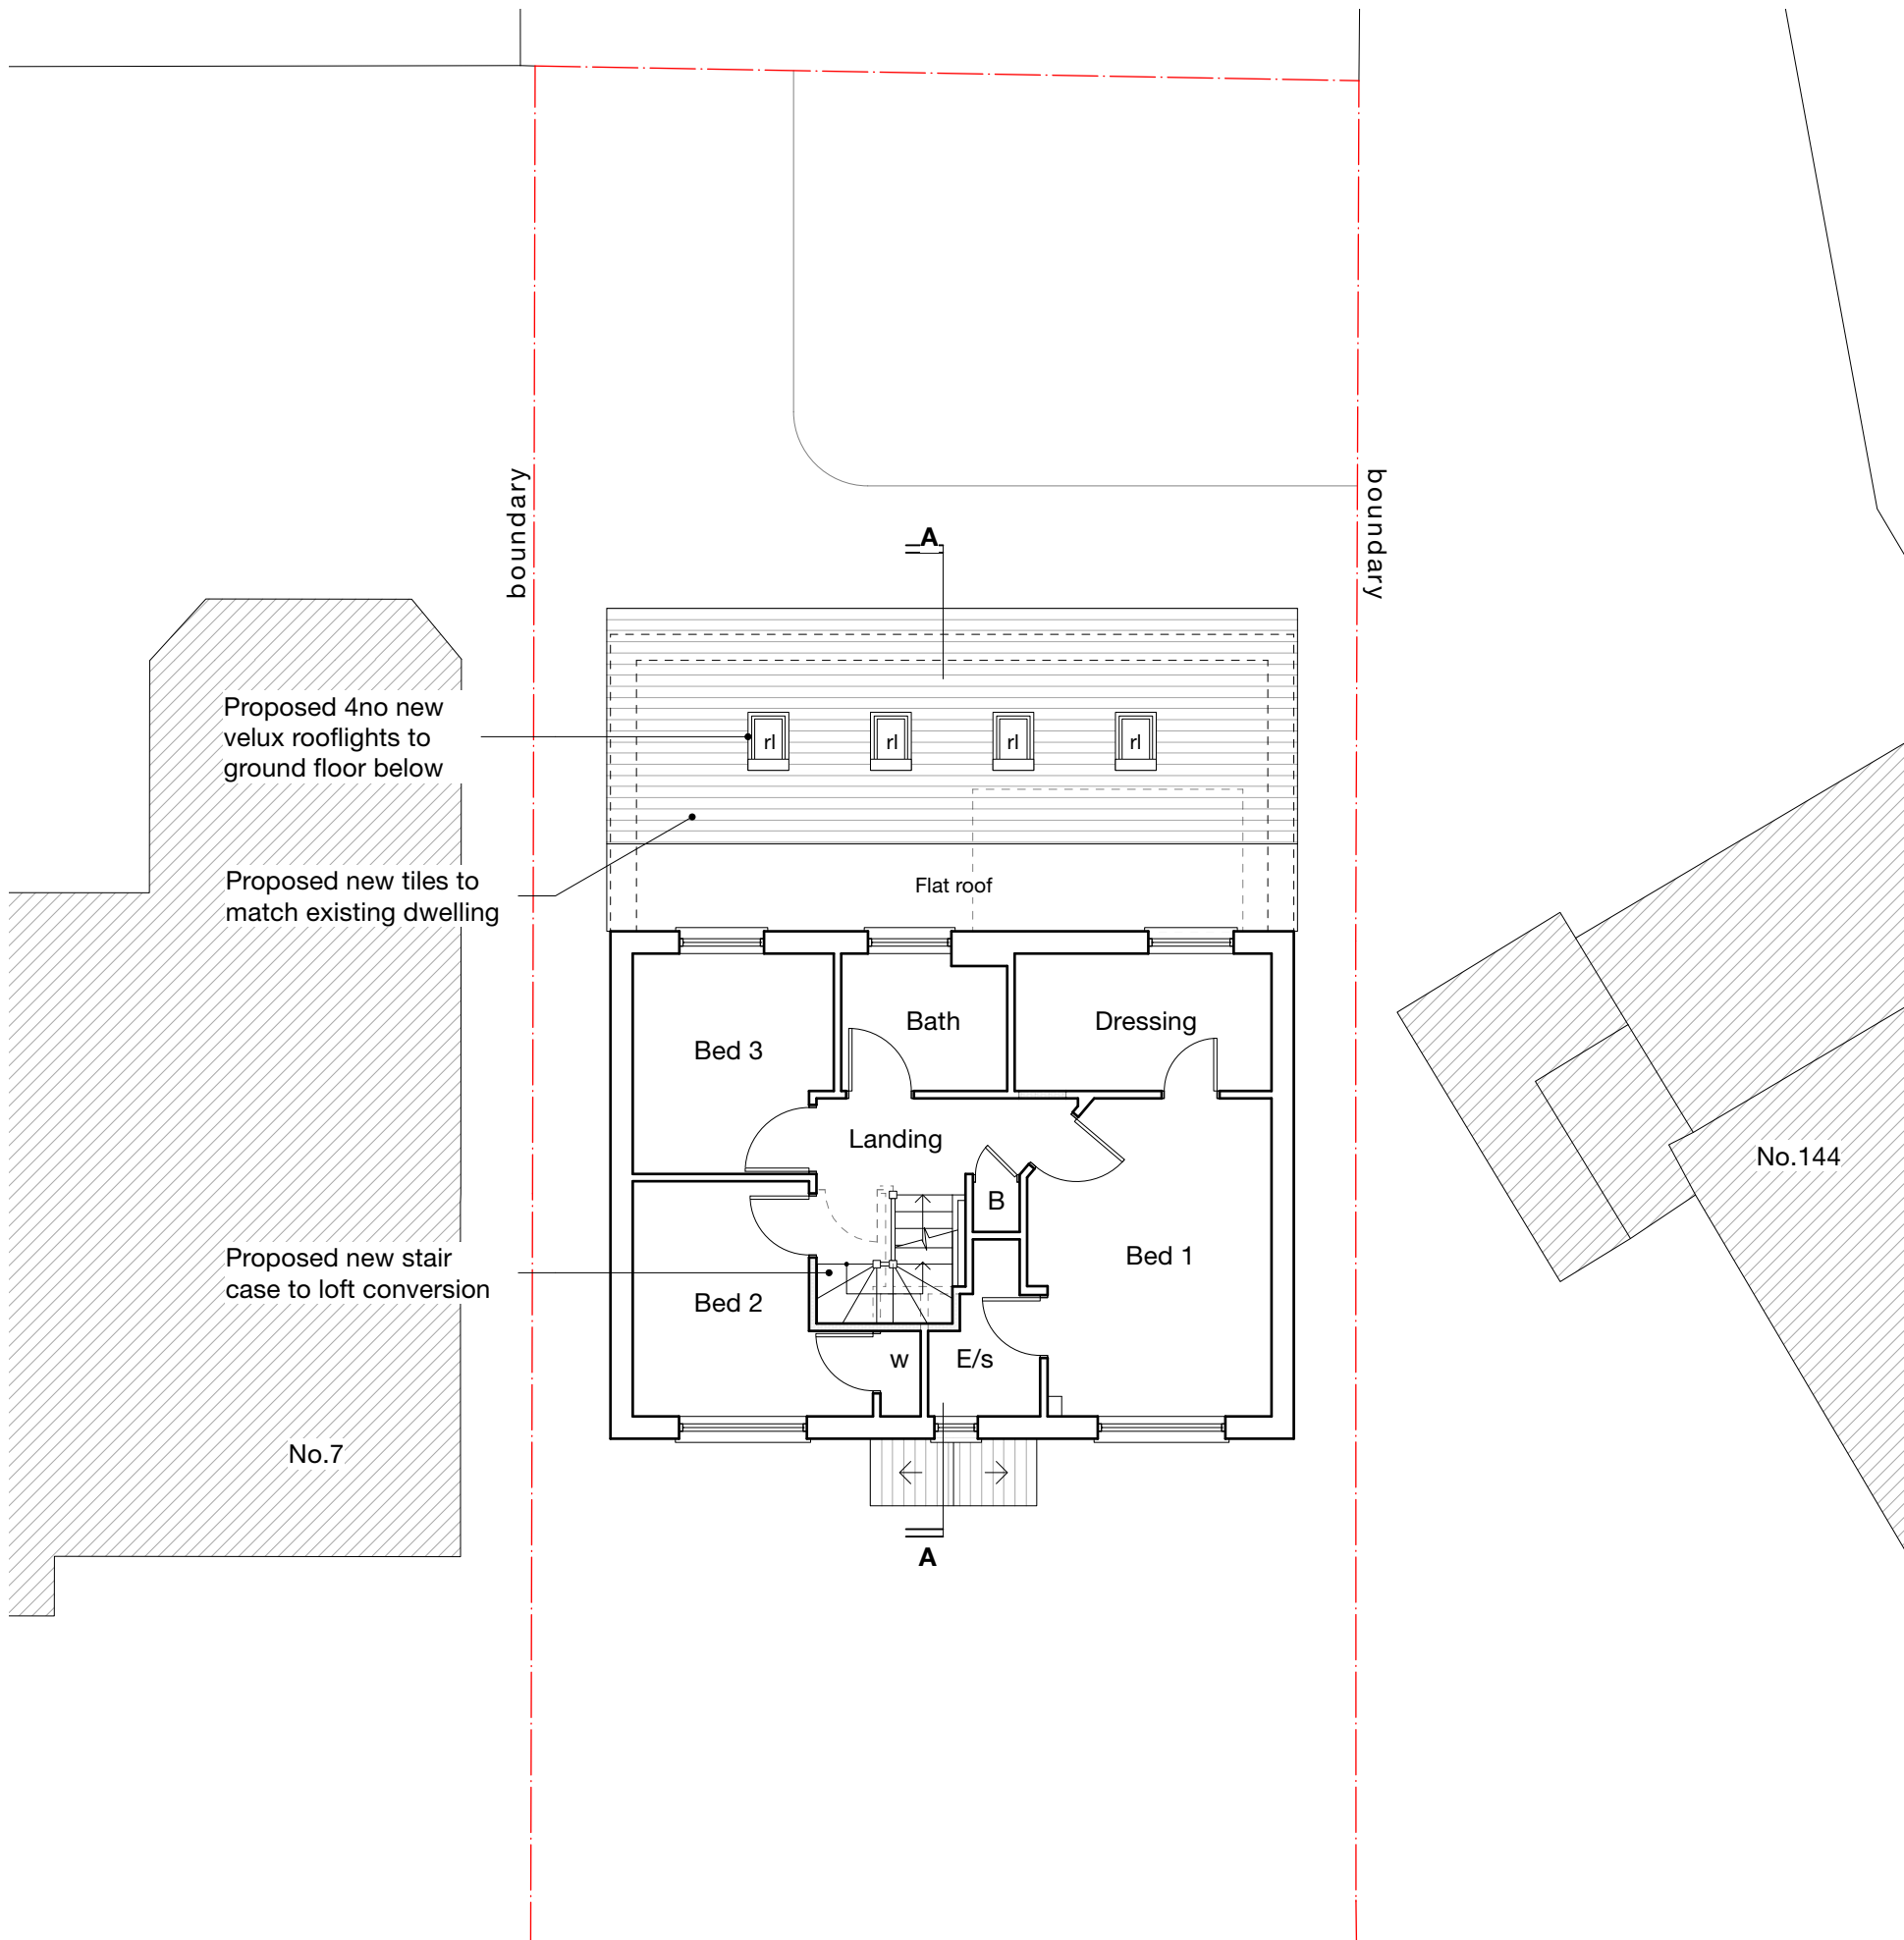 boundary
boundary
A
Proposed 4no new
velux rooflights to
ground floor below
rl
rl
rl
rl
Proposed new tiles to
match existing dwelling
Flat roof
Bath
Dressing
Bed 3
Landing
No.144
B
Proposed new stair
case to loft conversion
Bed 1
Bed 2
w
E/s
No.7
A